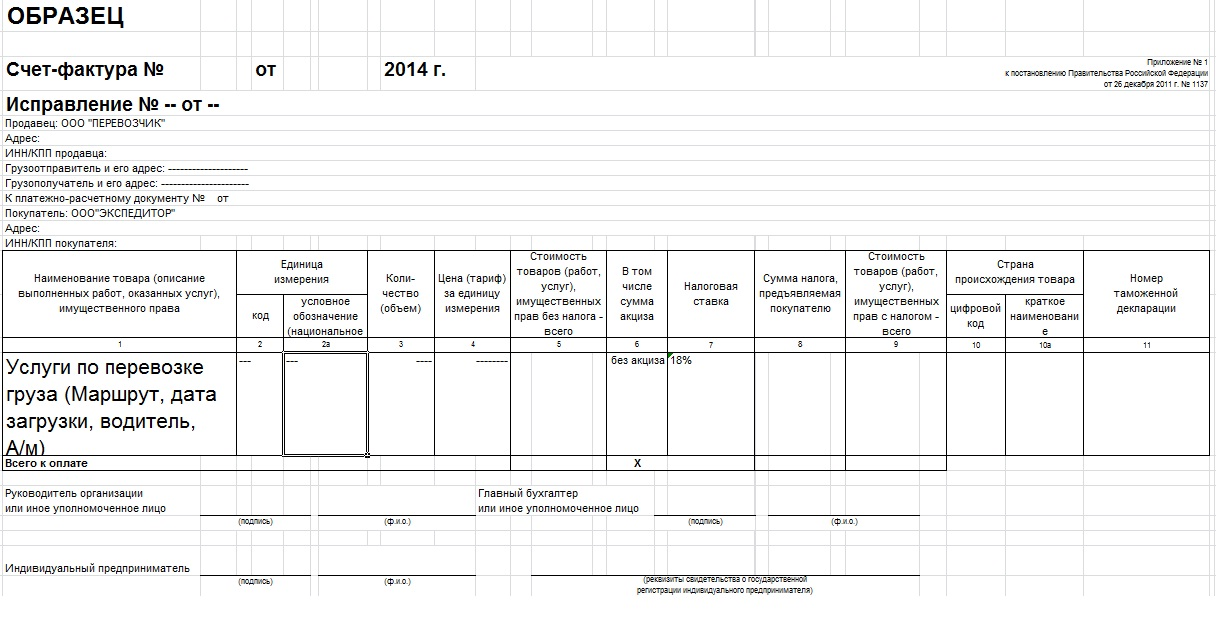 ОБРАЗЕЦ
Счет-фактура № от 2014 г.
Приложение № 1
к постановлению Правительства Российской Федерации
от 26 декабря 2011 г. № 1137
Исправление № -- от --
Продавец: ООО "ПЕРЕВОЗЧИК"
Адрес:
ИНН/КПП продавца:
Грузоотправитель и его адрес: --------------------
Грузополучатель и его адрес: ----------------------
К платежно-расчетному документу № от
Покупатель: ООО"ЭКСПЕДИТОР"
Адрес:
ИНН/КПП покупателя:
Наименование товара (описание
выполненных работ, оказанных услуг),
имущественного права
Единица
измерения
код
условное
обозначение
(национальное
Коли-
чество
(объем)
Цена (тариф)
за единицу
измерения
Стоимость
товаров (работ,
услуг),
имущественных
прав без налога -
всего
В том
числе
сумма
акциза
Налоговая
ставка
Сумма налога,
предъявляемая
покупателю
Стоимость
товаров (работ,
услуг),
имущественных
прав с налогом -
всего
Страна
происхождения товара
цифровой
код
краткое
наименовани
е
Номер
таможенной
декларации
1 2 2а 3 4 5 6 7 8 9 10 10а 11
Услуги по перевозке
груза (Маршрут, дата
загрузки, водитель,
А/м)
--- --- ---- -------- без акциза 18%
Всего к оплате X
Руководитель организации
или иное уполномоченное лицо
(подпись) (ф.и.о.)
Главный бухгалтер
или иное уполномоченное лицо
(подпись) (ф.и.о.)
Индивидуальный предприниматель
(подпись) (ф.и.о.)
(реквизиты свидетельства о государственной
регистрации индивидуального предпринимателя)